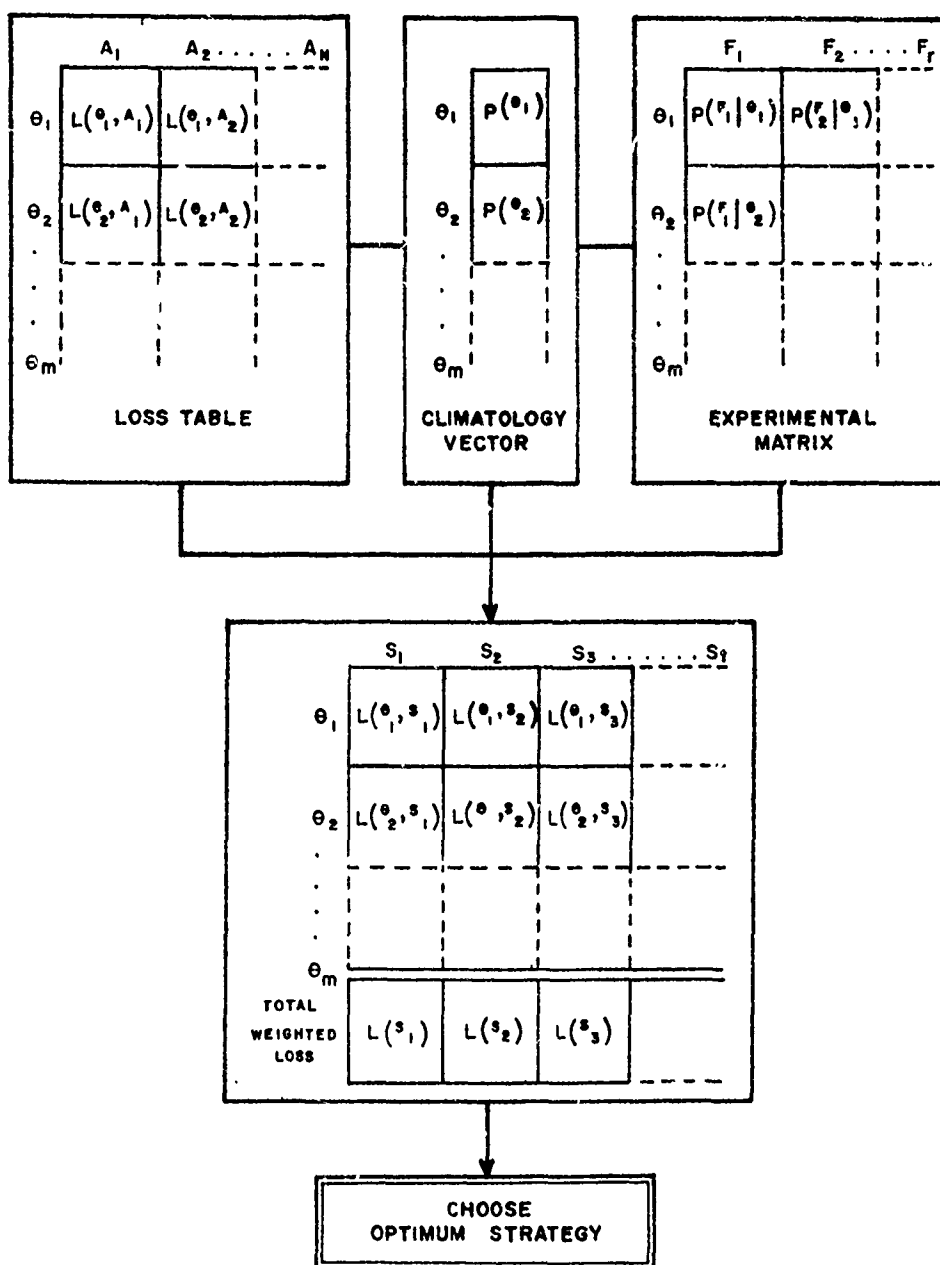 A₁ A₂ . . . . . A_N
θ₁ L(θ₁,A₁) L(θ₁,A₂)
θ₂ L(θ₂,A₁) L(θ₂,A₂)
.
.
.
θₘ
LOSS TABLE
θ₁ P(θ₁)
θ₂ P(θ₂)
.
.
.
θₘ
CLIMATOLOGY
VECTOR
F₁ F₂ . . . . Fᵣ
θ₁ P(F₁|θ₁) P(F₂|θ₁)
θ₂ P(F₁|θ₂)
.
.
.
θₘ
EXPERIMENTAL
MATRIX
S₁ S₂ S₃ . . . . . . . Sₜ
θ₁ L(θ₁,S₁) L(θ₁,S₂) L(θ₁,S₃)
θ₂ L(θ₂,S₁) L(θ ,S₂) L(θ₂,S₃)
.
.
.
.
θₘ
TOTAL
WEIGHTED
LOSS
L(S₁) L(S₂) L(S₃)
CHOOSE
OPTIMUM STRATEGY